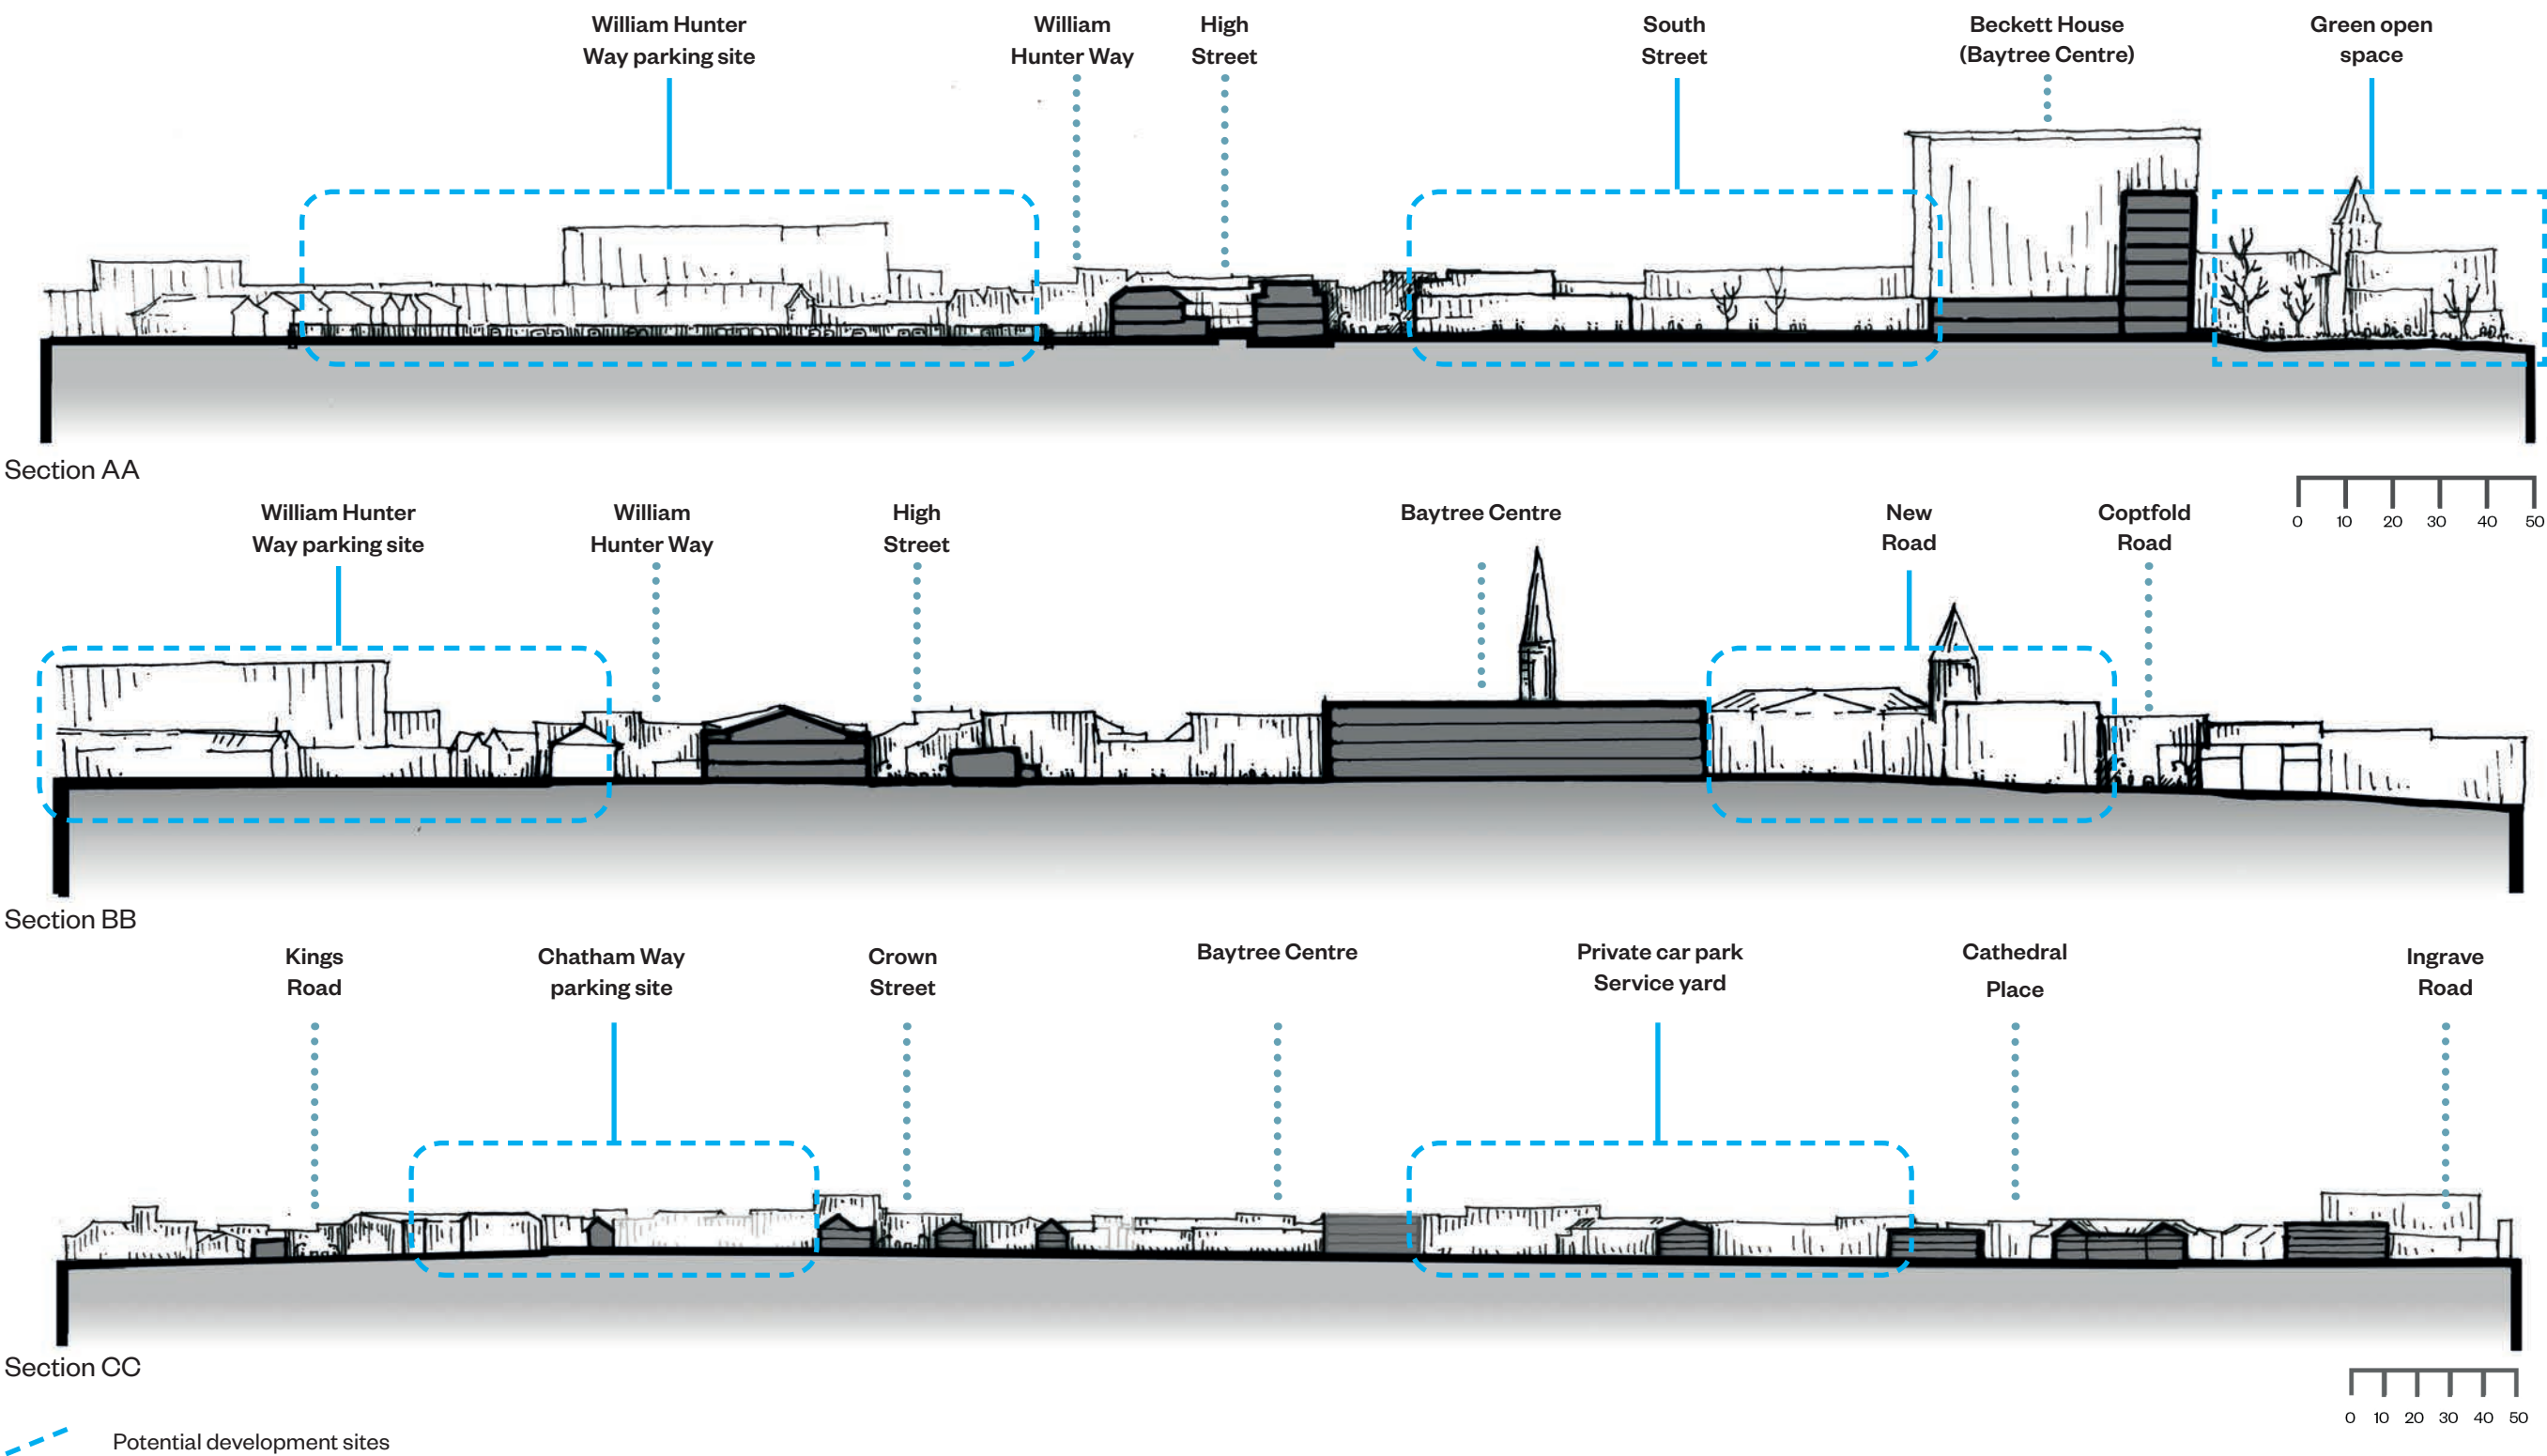 William Hunter
Way parking site
William
Hunter Way
High
Street
South
Street
Beckett House
(Baytree Centre)
Green open
space
Section AA
0 10 20 30 40 50
William Hunter
Way parking site
William
Hunter Way
High
Street
Baytree Centre
New
Road
Coptfold
Road
Section BB
Kings
Road
Chatham Way
parking site
Crown
Street
Baytree Centre
Private car park
Service yard
Cathedral
Place
Ingrave
Road
Section CC
0 10 20 30 40 50
Potential development sites